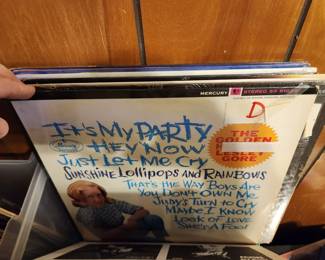 MERCURY STEREO SR
D
IT'S MY PARTY
HEY NOW
JUST LET ME CRY
SUNSHINE, LOLLIPOPS AND RAINBOWS
THAT'S THE WAY BOYS ARE
YOU DON'T OWN ME
JUDY'S TURN TO CRY
MAYBE I KNOW
LOOK OF LOVE
SHE'S A FOOL
THE
GOLDEN
LESLEY
GORE